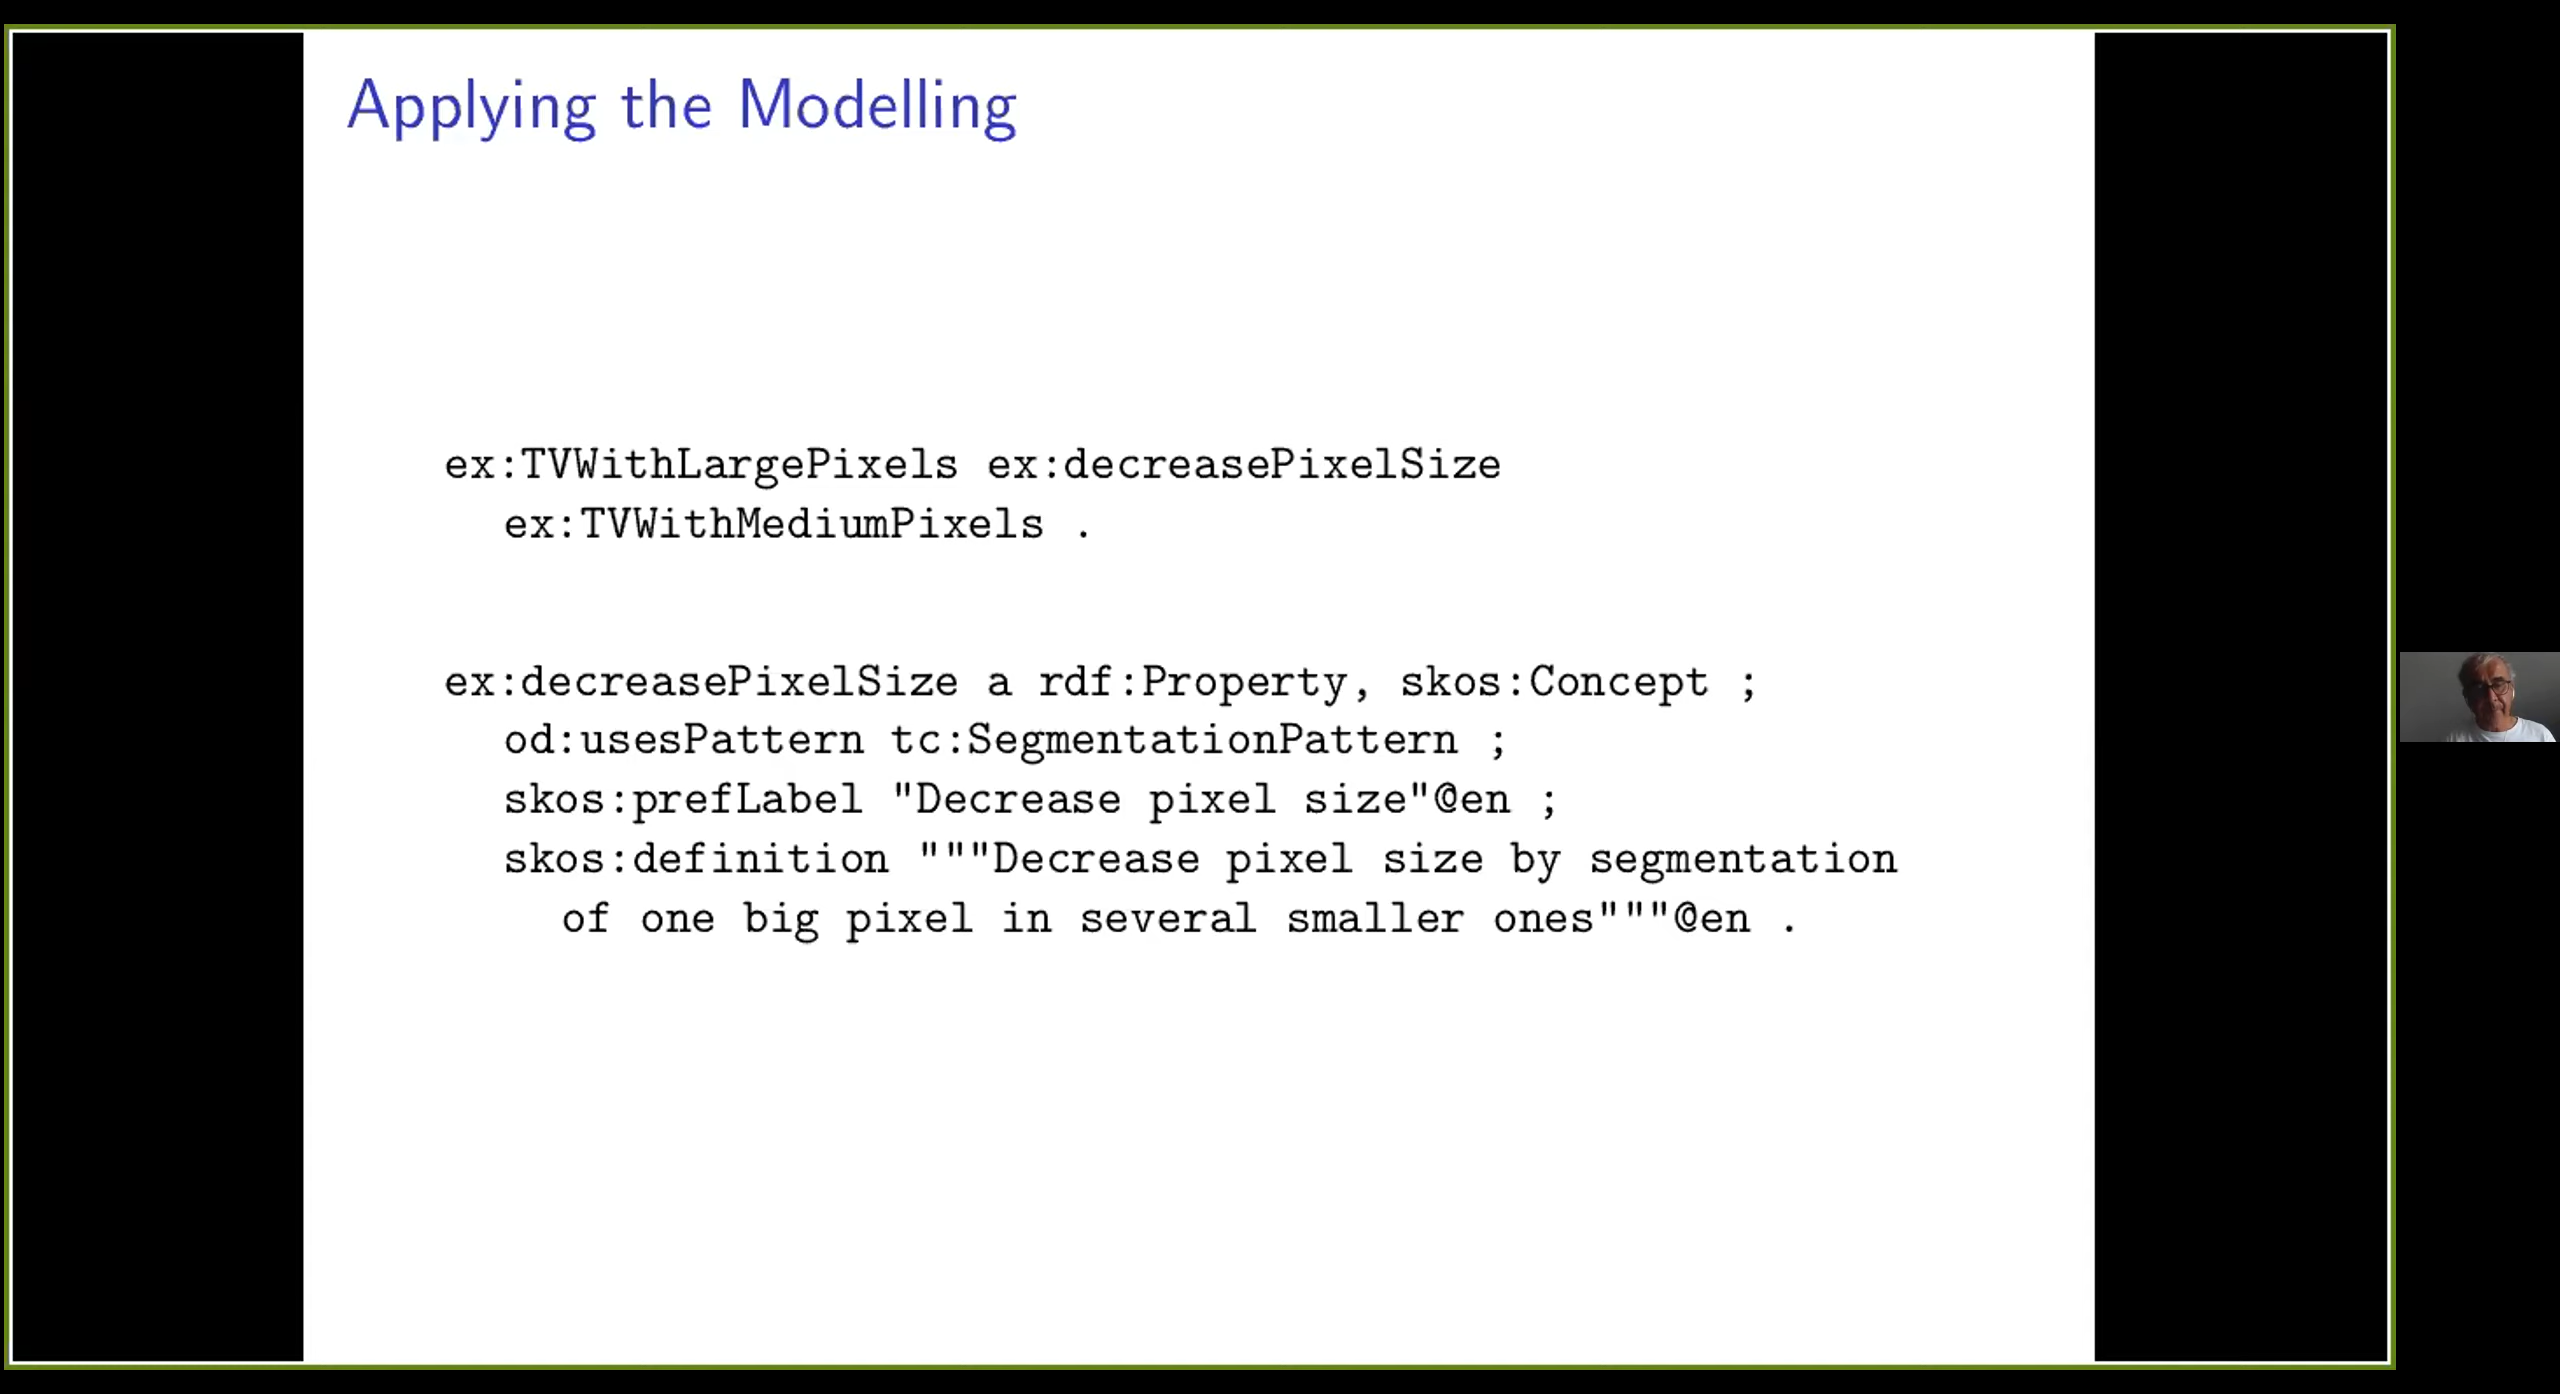 Applying the Modelling
ex:TVWithLargePixels ex:decreasePixelSize
ex:TVWithMediumPixels .
ex:decreasePixelSize a rdf:Property, skos:Concept ;
od:usesPattern tc:SegmentationPattern ;
skos:prefLabel "Decrease pixel size"@en ;
skos:definition """Decrease pixel size by segmentation
of one big pixel in several smaller ones"""@en .